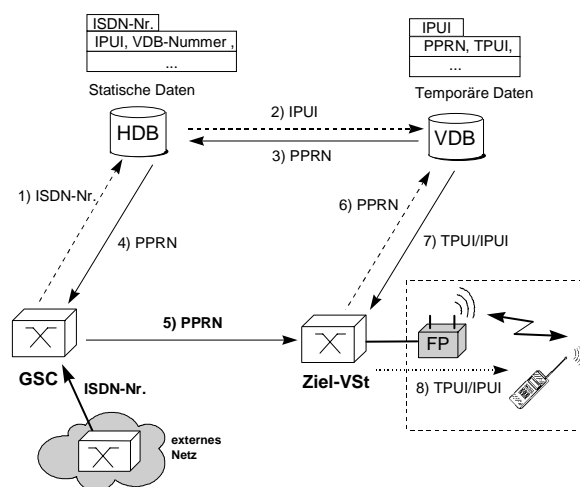 ISDN-Nr.
IPUI, VDB-Nummer ,
...
Statische Daten
HDB
IPUI
PPRN, TPUI,
...
Temporäre Daten
VDB
2) IPUI
3) PPRN
1) ISDN-Nr.
4) PPRN
6) PPRN
7) TPUI/IPUI
5) PPRN
GSC
Ziel-VSt
FP
8) TPUI/IPUI
ISDN-Nr.
externes
Netz